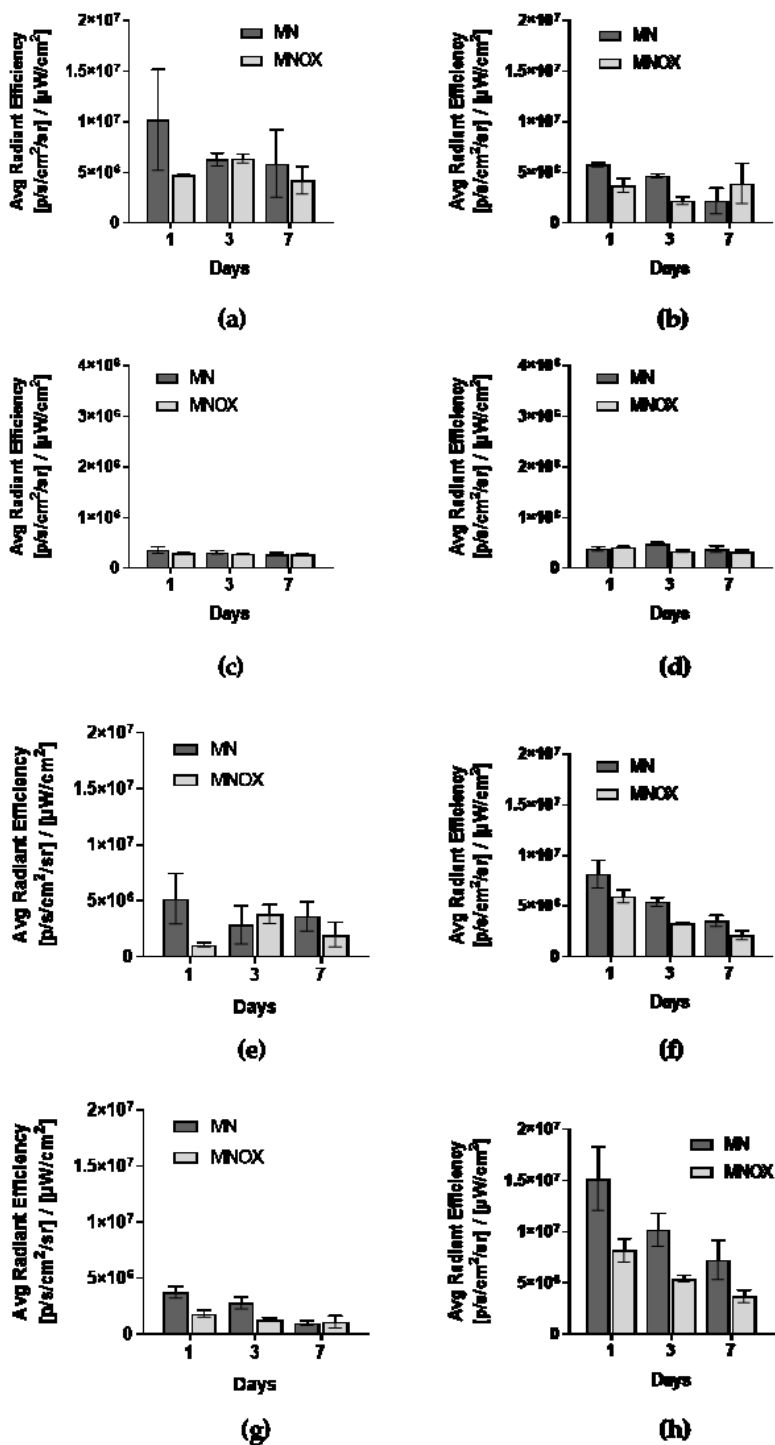 Avg Radiant Efficiency
[p/s/cm²/sr] / [µW/cm²]
2×10⁷
1.5×10⁷
1×10⁷
5×10⁶
0
MN
MNOX
1 3 7
Days
(a)
Avg Radiant Efficiency
[p/s/cm²/sr] / [µW/cm²]
2×10⁷
1.5×10⁷
1×10⁷
5×10⁶
0
MN
MNOX
1 3 7
Days
(b)
Avg Radiant Efficiency
[p/s/cm²/sr] / [µW/cm²]
4×10⁶
3×10⁶
2×10⁶
1×10⁶
0
MN
MNOX
1 3 7
Days
(c)
Avg Radiant Efficiency
[p/s/cm²/sr] / [µW/cm²]
4×10⁶
3×10⁶
2×10⁶
1×10⁶
0
MN
MNOX
1 3 7
Days
(d)
Avg Radiant Efficiency
[p/s/cm²/sr] / [µW/cm²]
2×10⁷
1.5×10⁷
1×10⁷
5×10⁶
0
MN
MNOX
1 3 7
Days
(e)
Avg Radiant Efficiency
[p/s/cm²/sr] / [µW/cm²]
2×10⁷
1.5×10⁷
1×10⁷
5×10⁶
0
MN
MNOX
1 3 7
Days
(f)
Avg Radiant Efficiency
[p/s/cm²/sr] / [µW/cm²]
2×10⁷
1.5×10⁷
1×10⁷
5×10⁶
0
MN
MNOX
1 3 7
Days
(g)
Avg Radiant Efficiency
[p/s/cm²/sr] / [µW/cm²]
2×10⁷
1.5×10⁷
1×10⁷
5×10⁶
0
MN
MNOX
1 3 7
Days
(h)